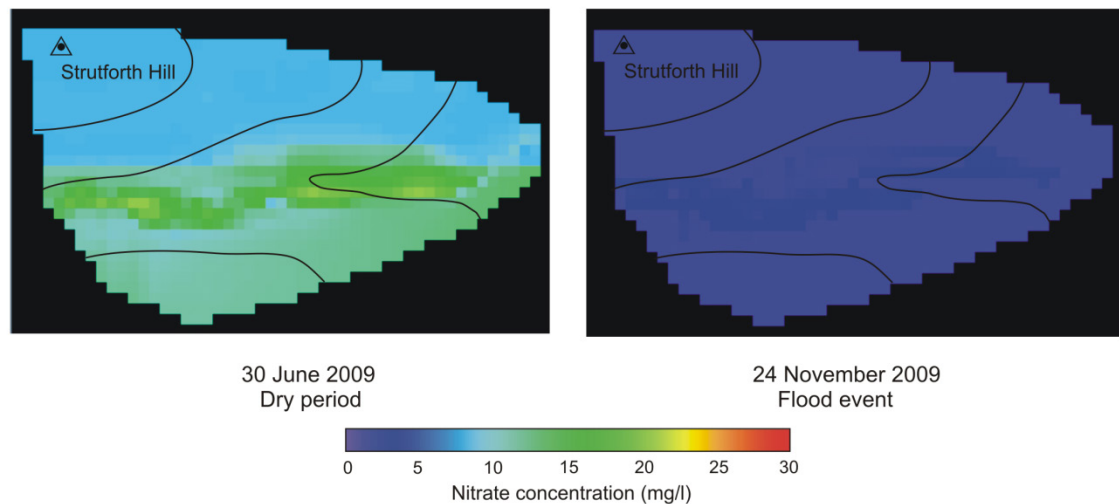 Strutforth Hill
Strutforth Hill
30 June 2009
Dry period
24 November 2009
Flood event
0 5 10 15 20 25 30
Nitrate concentration (mg/l)